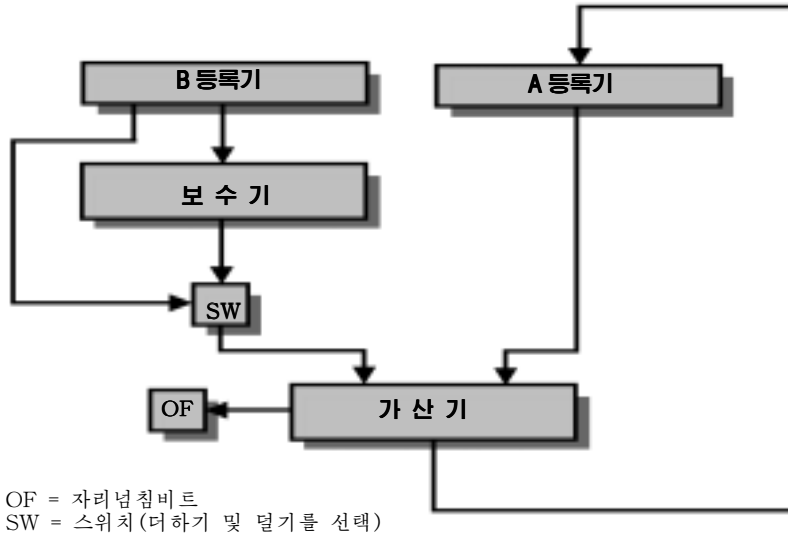 B 등록기
A 등록기
보 수 기
SW
OF
가 산 기
OF = 자리넘침비트
SW = 스위치(더하기 및 덜기를 선택)